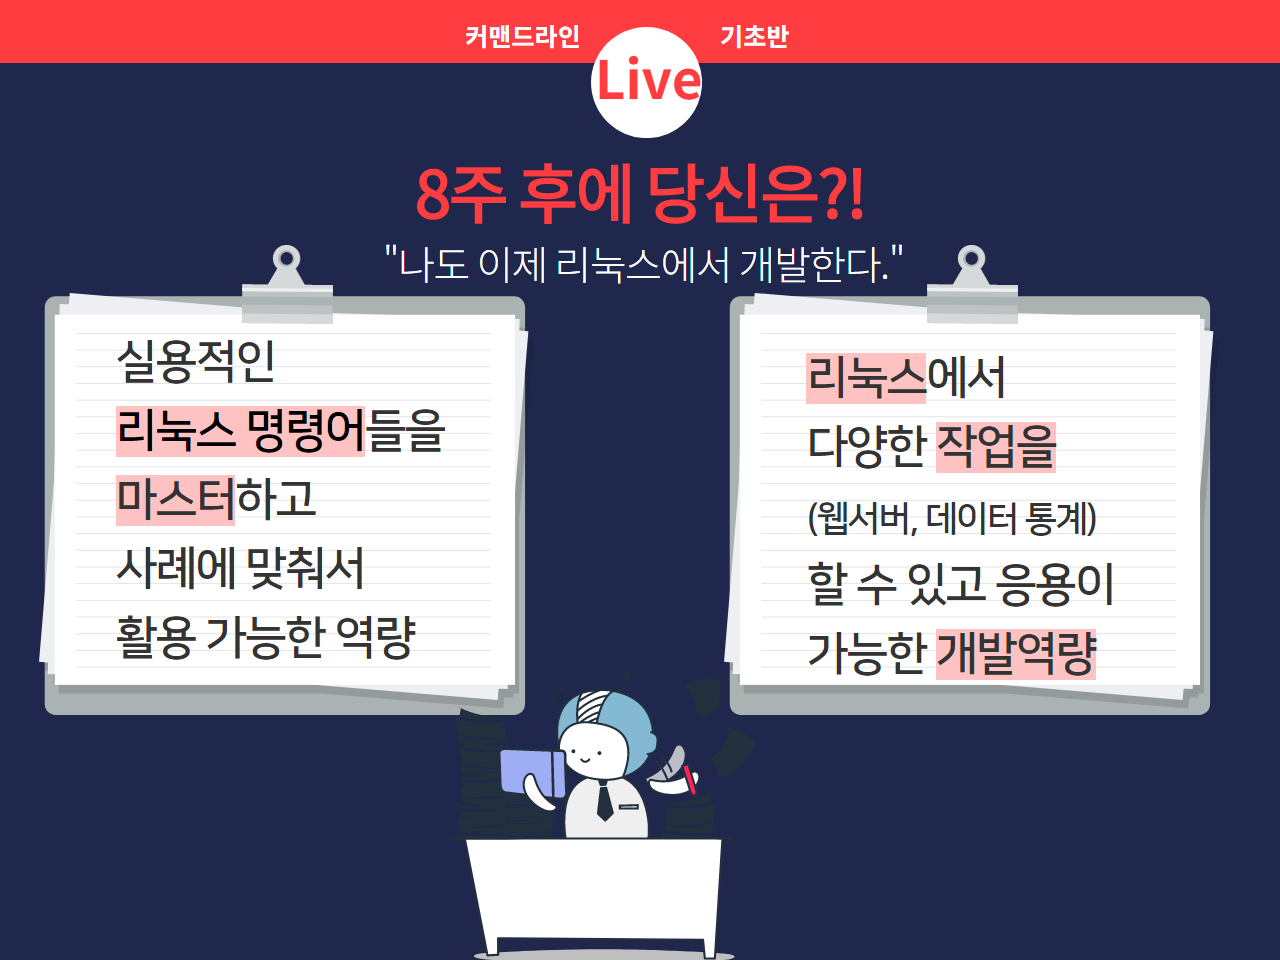 커맨드라인
Live
기초반
8주 후에 당신은?!
"나도 이제 리눅스에서 개발한다."
실용적인
리눅스 명령어들을
마스터하고
사례에 맞춰서
활용 가능한 역량
리눅스에서
다양한 작업을
(웹서버, 데이터 통계)
할 수 있고 응용이
가능한 개발역량